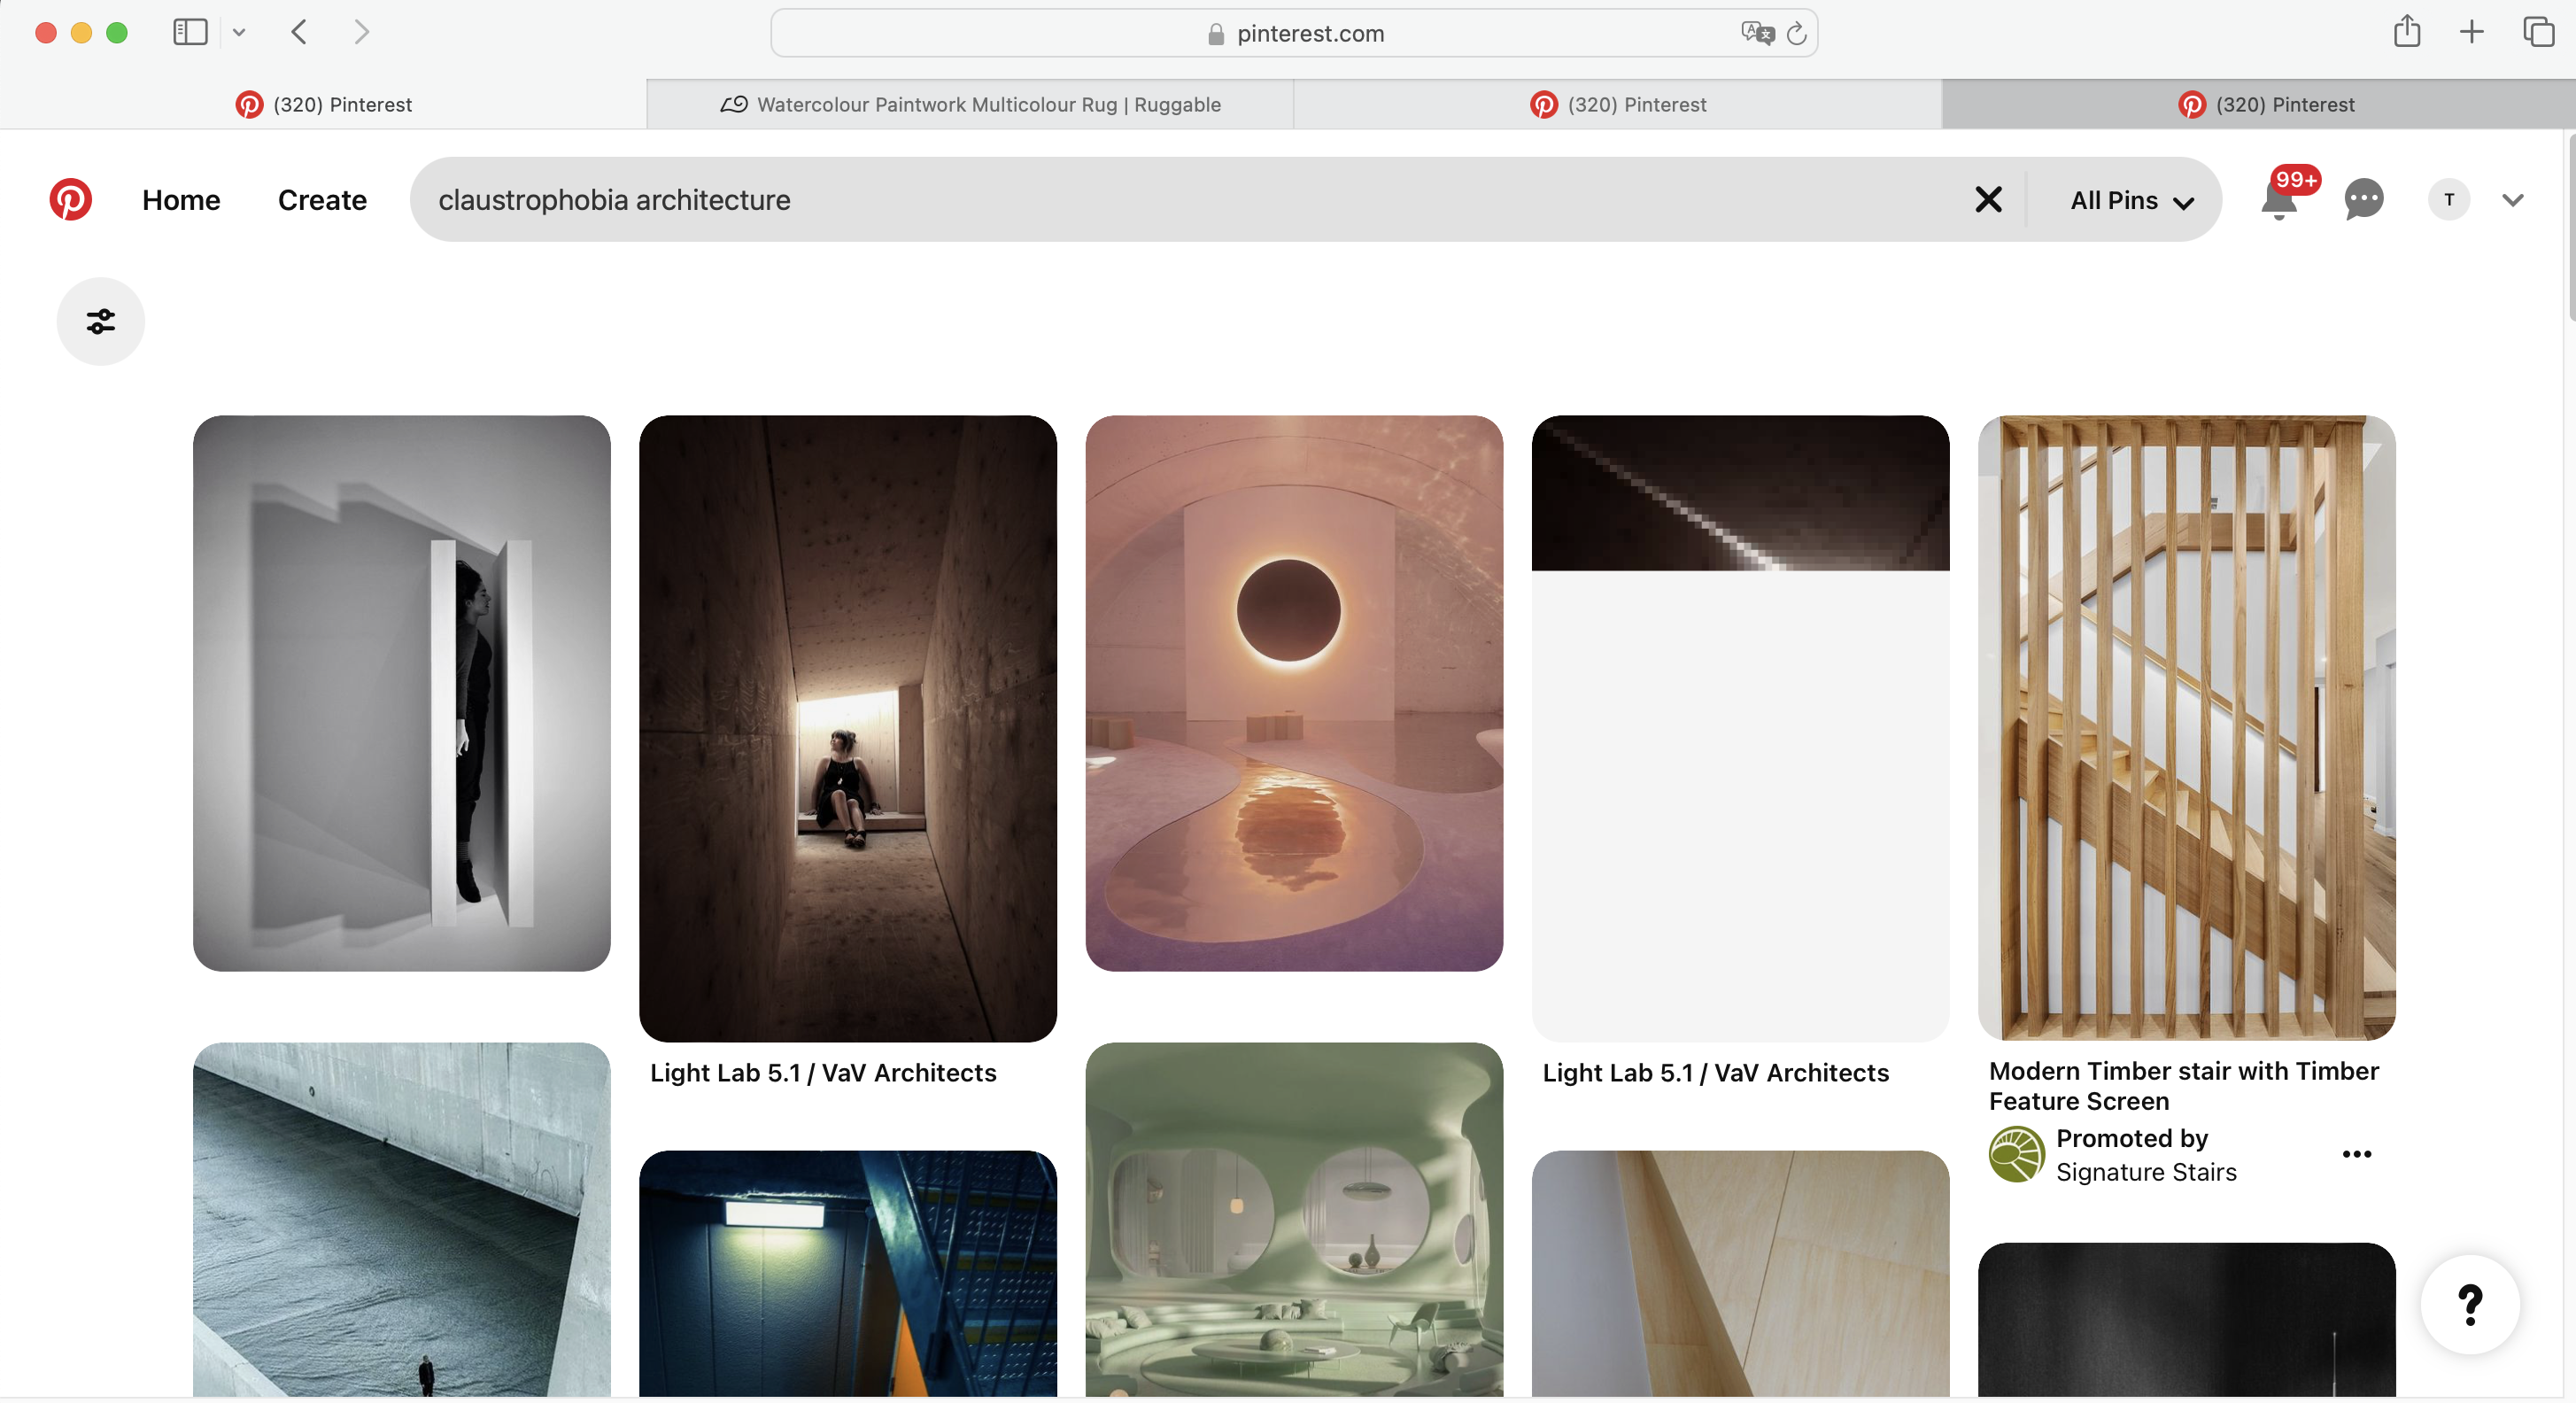 pinterest.com
(320) Pinterest
Watercolour Paintwork Multicolour Rug | Ruggable
(320) Pinterest
(320) Pinterest
Home
Create
claustrophobia architecture
All Pins
99+
T
Light Lab 5.1 / VaV Architects
Light Lab 5.1 / VaV Architects
Modern Timber stair with Timber
Feature Screen
Promoted by
Signature Stairs
?